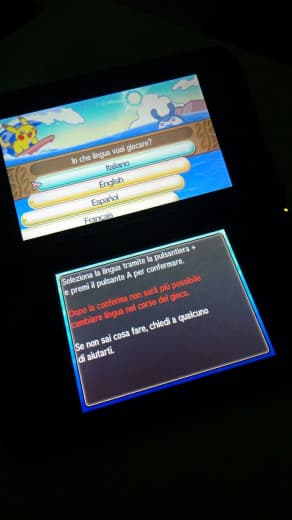 In che lingua vuoi giocare?
Italiano
English
Español
Français
Seleziona la lingua tramite la pulsantiera +
e premi il pulsante A per confermare.
Dopo la conferma non sarà più possibile
cambiare lingua nel corso del gioco.
Se non sai cosa fare, chiedi a qualcuno
di aiutarti.